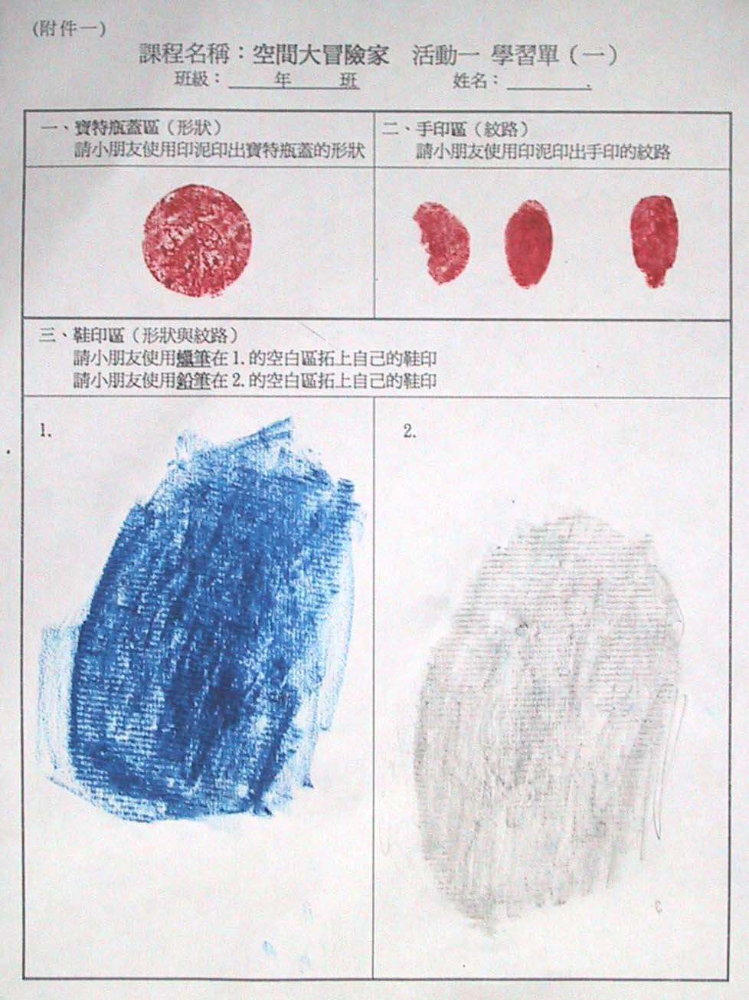 (附件一)
課程名稱：空間大冒險家　活動一 學習單（一）
班級：＿＿年＿＿班　　姓名：＿＿＿.
一、寶特瓶蓋區（形狀）
請小朋友使用印泥印出寶特瓶蓋的形狀
二、手印區（紋路）
請小朋友使用印泥印出手印的紋路
三、鞋印區（形狀與紋路）
請小朋友使用蠟筆在1.的空白區拓上自己的鞋印
請小朋友使用鉛筆在2.的空白區拓上自己的鞋印
1.
2.